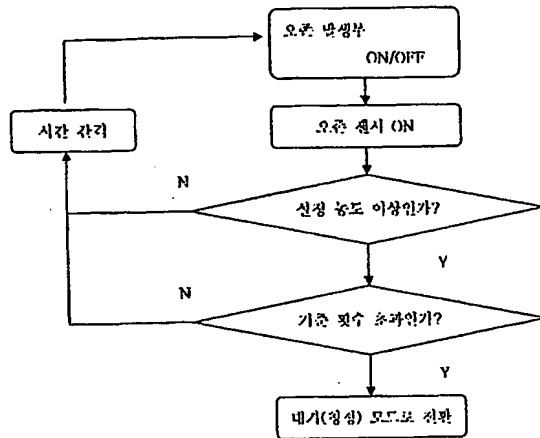 오존 발생부
ON/OFF
시간 관리
오존 센서 ON
N
설정 농도 이상인가?
Y
N
기준 횟수 초과인가?
Y
대기(정상) 모드로 전환